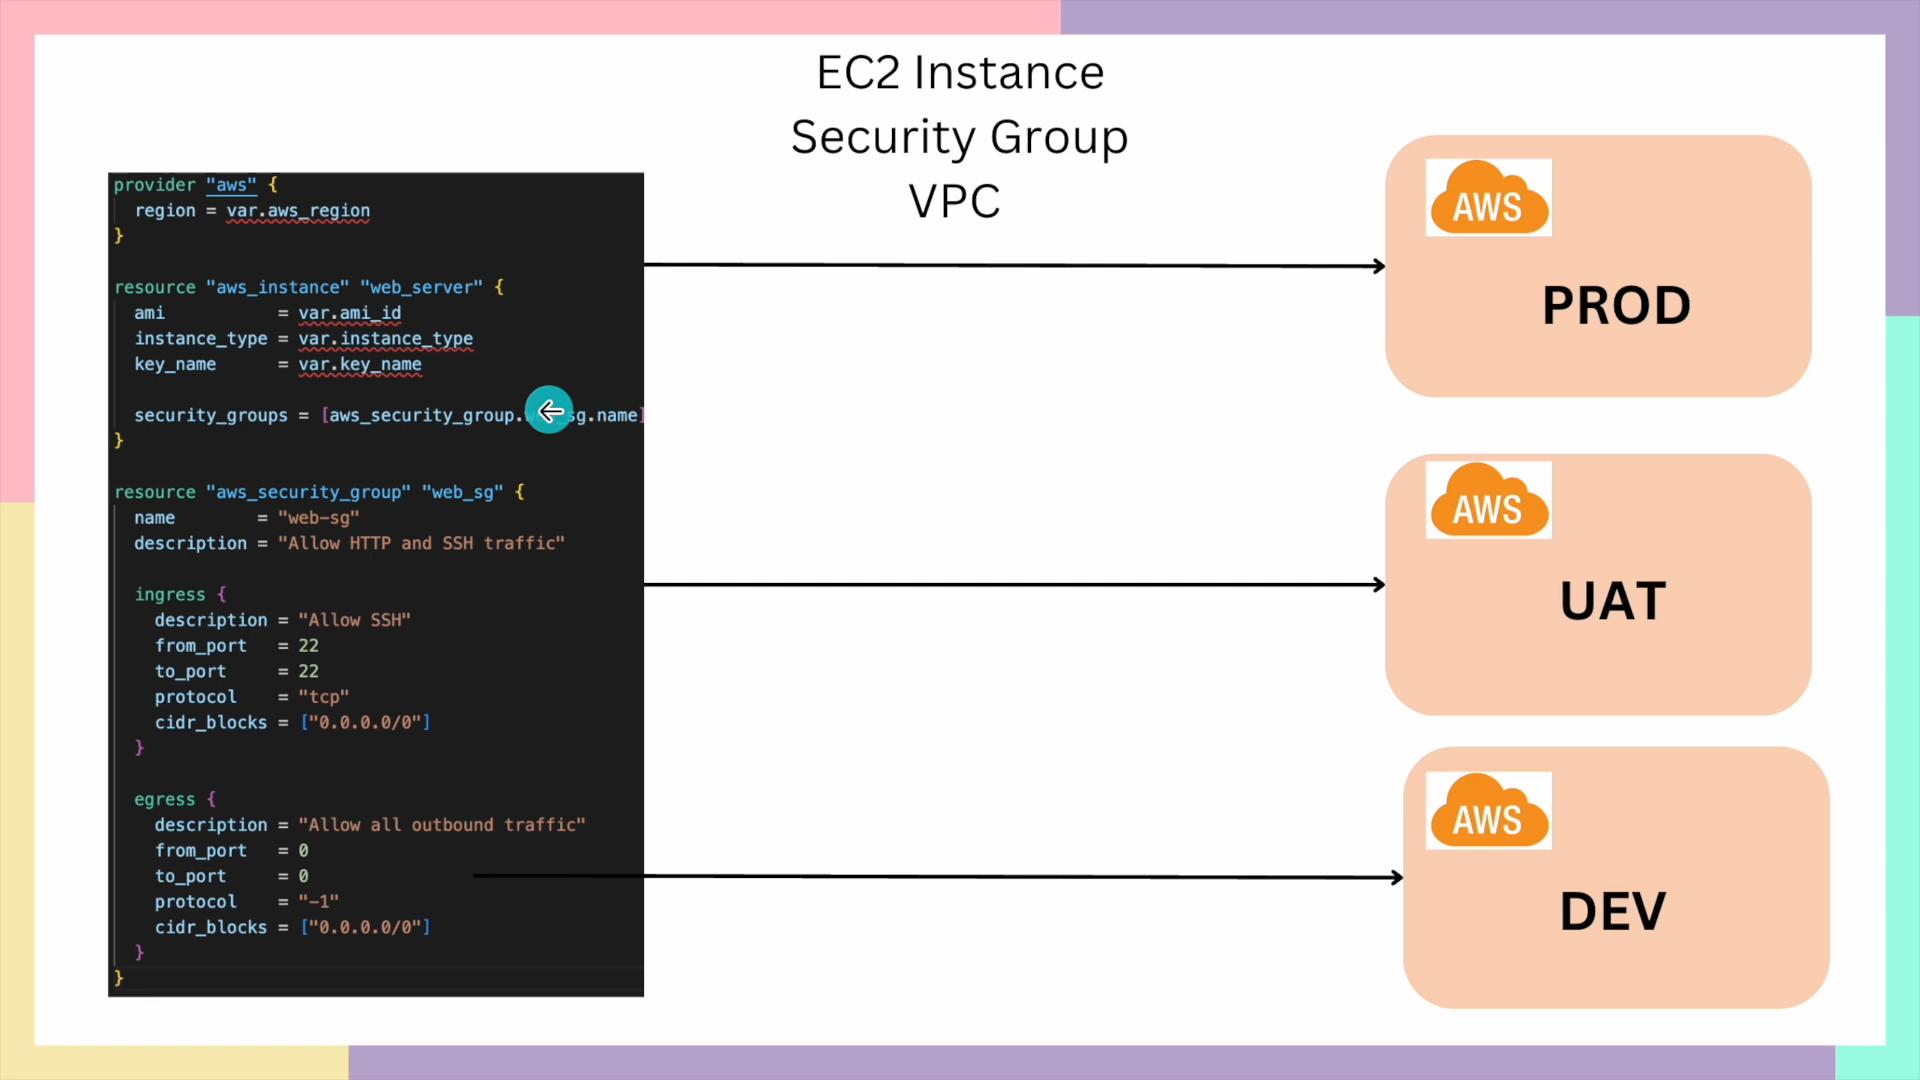 EC2 Instance
Security Group
VPC
provider "aws" {
region = var.aws_region
}
resource "aws_instance" "web_server" {
ami = var.ami_id
instance_type = var.instance_type
key_name = var.key_name
security_groups = [aws_security_group. sg.name]
}
resource "aws_security_group" "web_sg" {
name = "web-sg"
description = "Allow HTTP and SSH traffic"
ingress {
description = "Allow SSH"
from_port = 22
to_port = 22
protocol = "tcp"
cidr_blocks = ["0.0.0.0/0"]
}
egress {
description = "Allow all outbound traffic"
from_port = 0
to_port = 0
protocol = "-1"
cidr_blocks = ["0.0.0.0/0"]
}
}
AWS
PROD
AWS
UAT
AWS
DEV